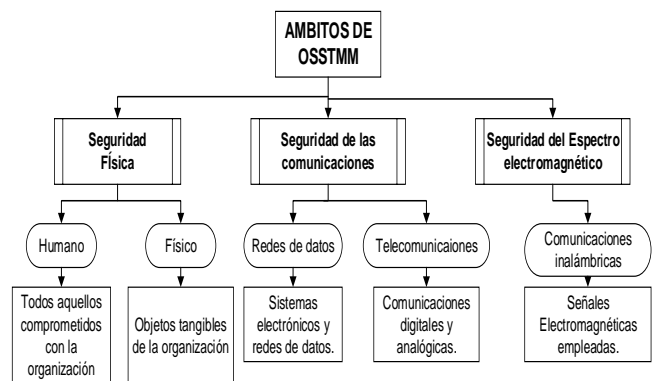 AMBITOS DE
OSSTMM
Seguridad
Física
Seguridad de las
comunicaciones
Seguridad del Espectro
electromagnético
Humano
Físico
Redes de datos
Telecomunicaiones
Comunicaciones
inalámbricas
Todos aquellos
comprometidos
con la
organización
Objetos tangibles
de la organización
Sistemas
electrónicos y
redes de datos.
Comunicaciones
digitales y
analógicas.
Señales
Electromagnéticas
empleadas.